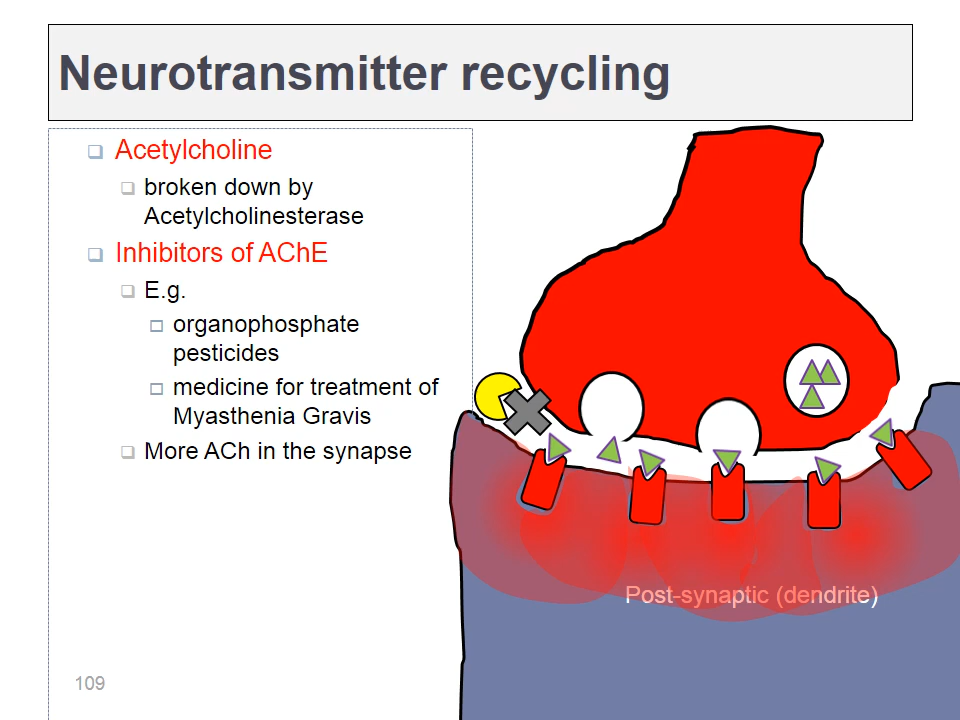 Neurotransmitter recycling
Acetylcholine
broken down by
Acetylcholinesterase
Inhibitors of AChE
E.g.
organophosphate
pesticides
medicine for treatment of
Myasthenia Gravis
More ACh in the synapse
Post-synaptic (dendrite)
109